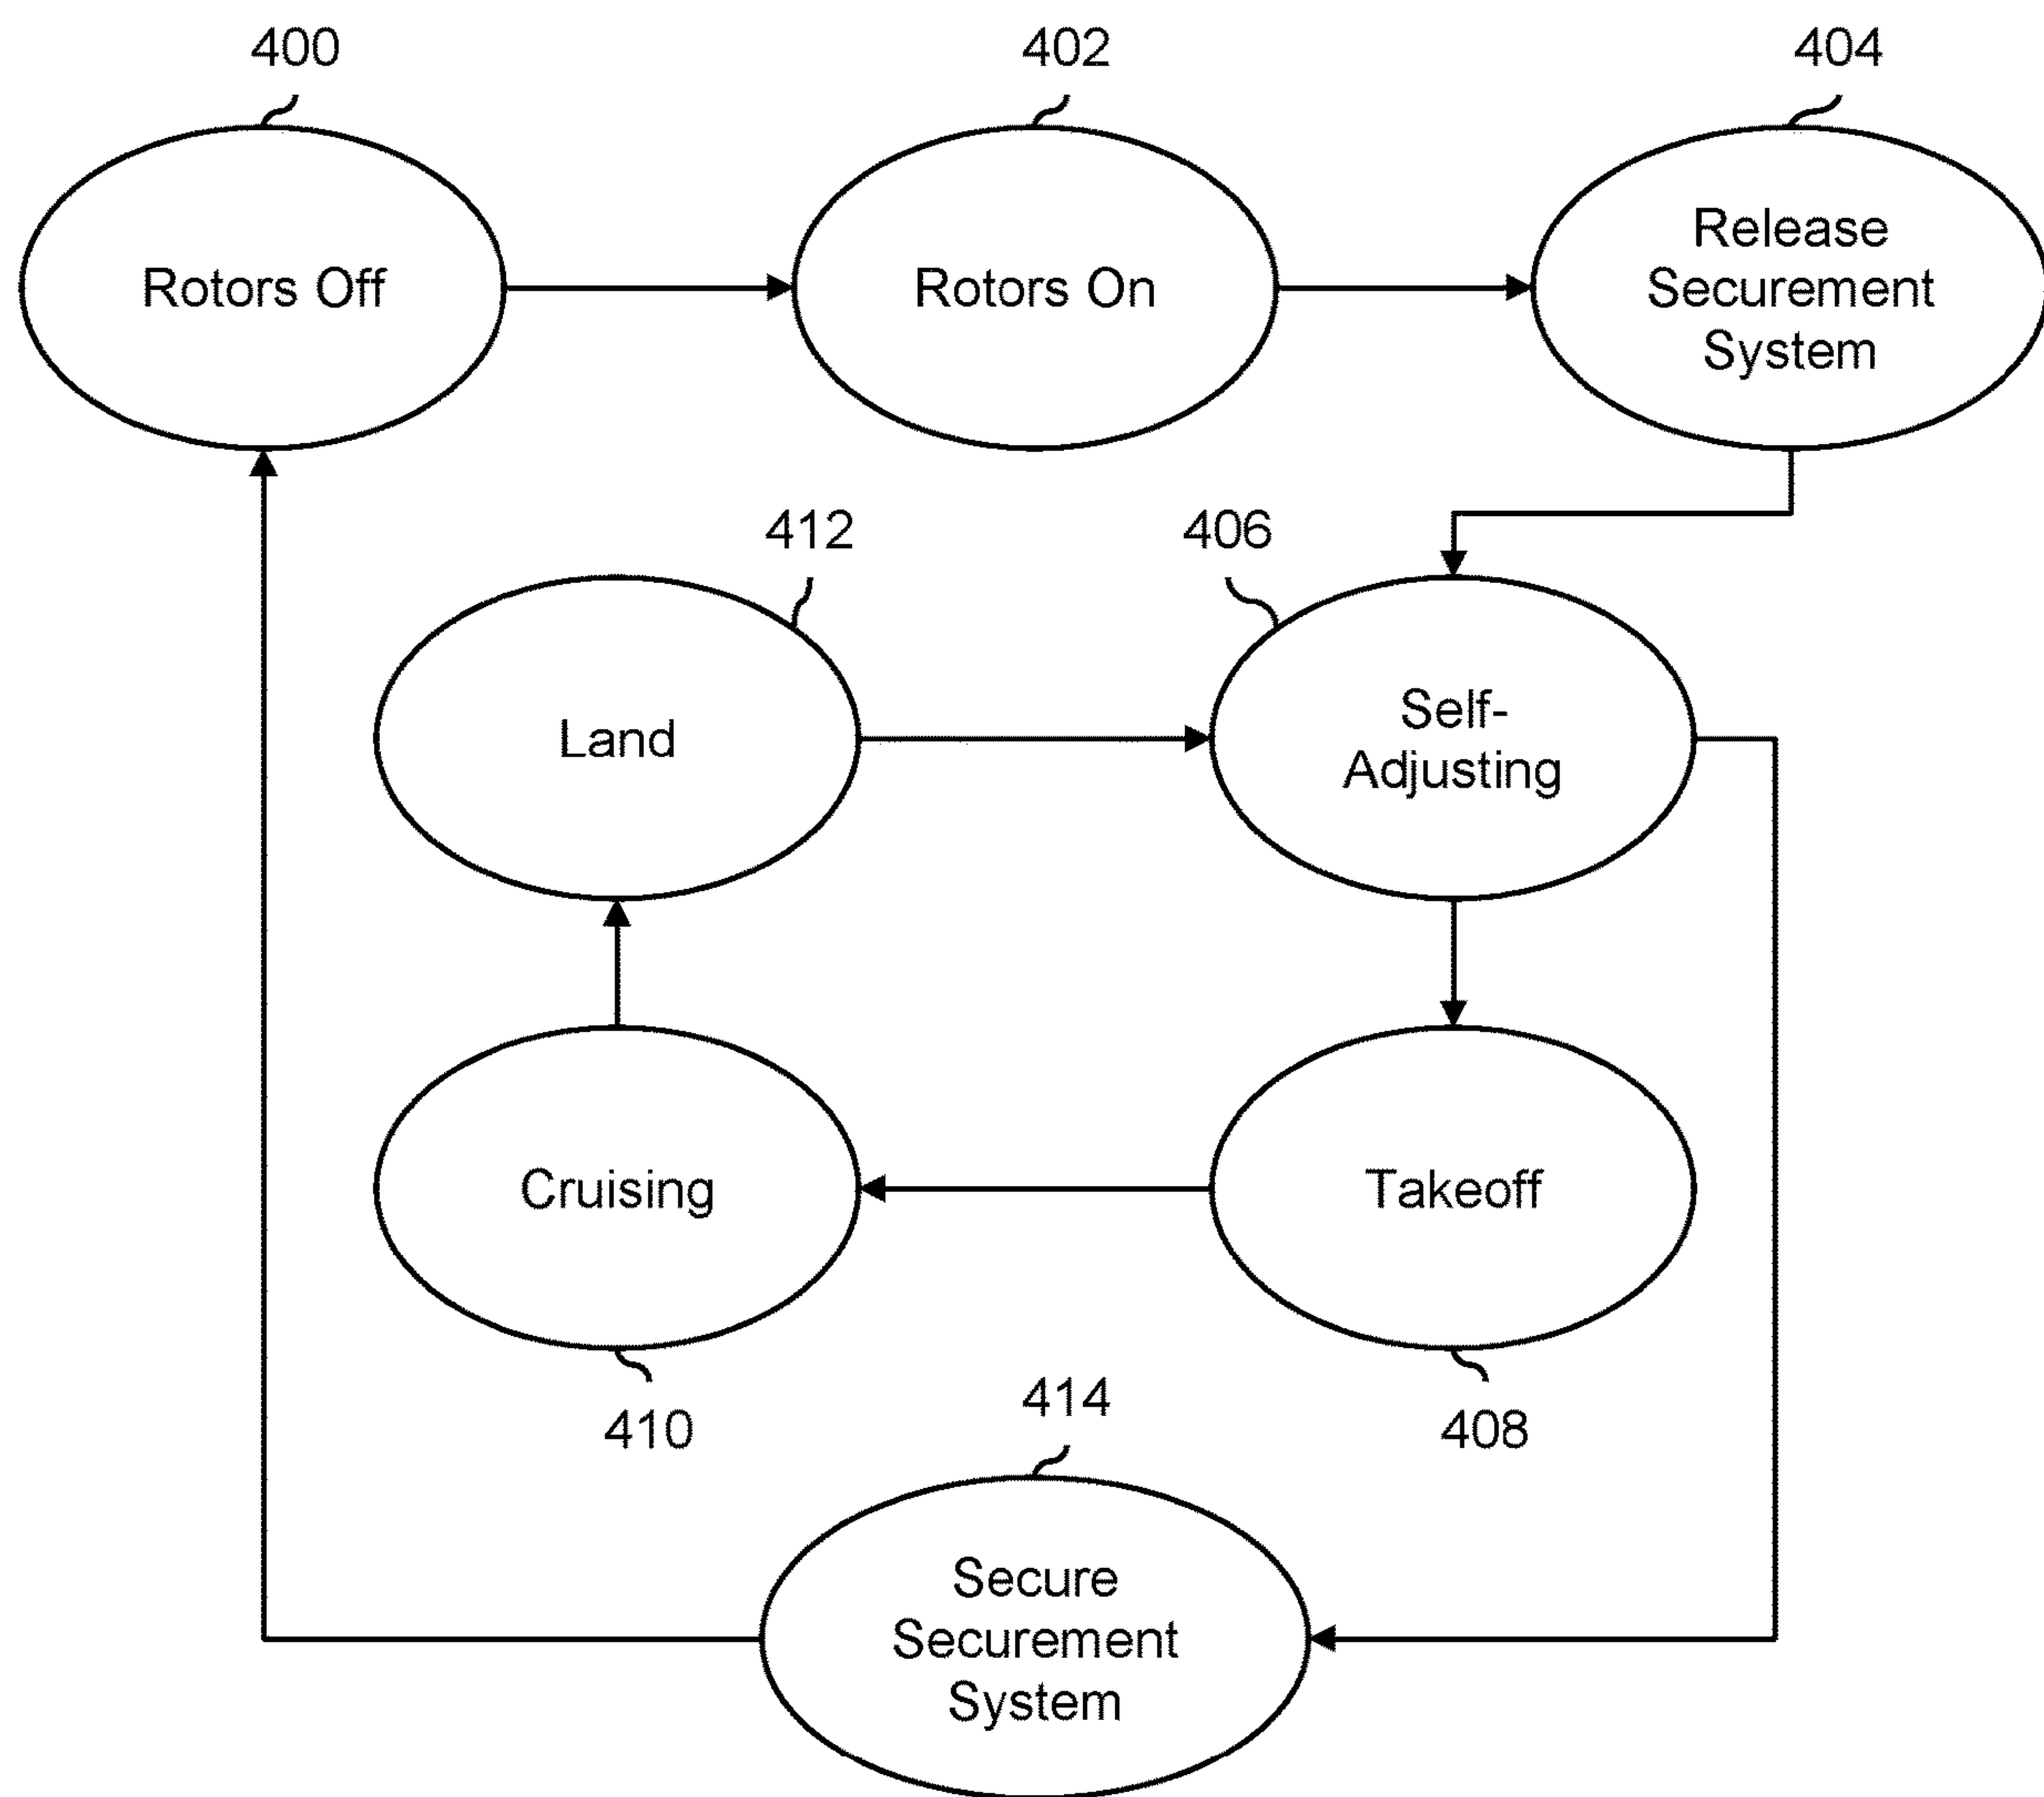 400
402
404
Rotors Off
Rotors On
Release
Securement
System
412
406
Land
Self-
Adjusting
Cruising
Takeoff
410
408
414
Secure
Securement
System